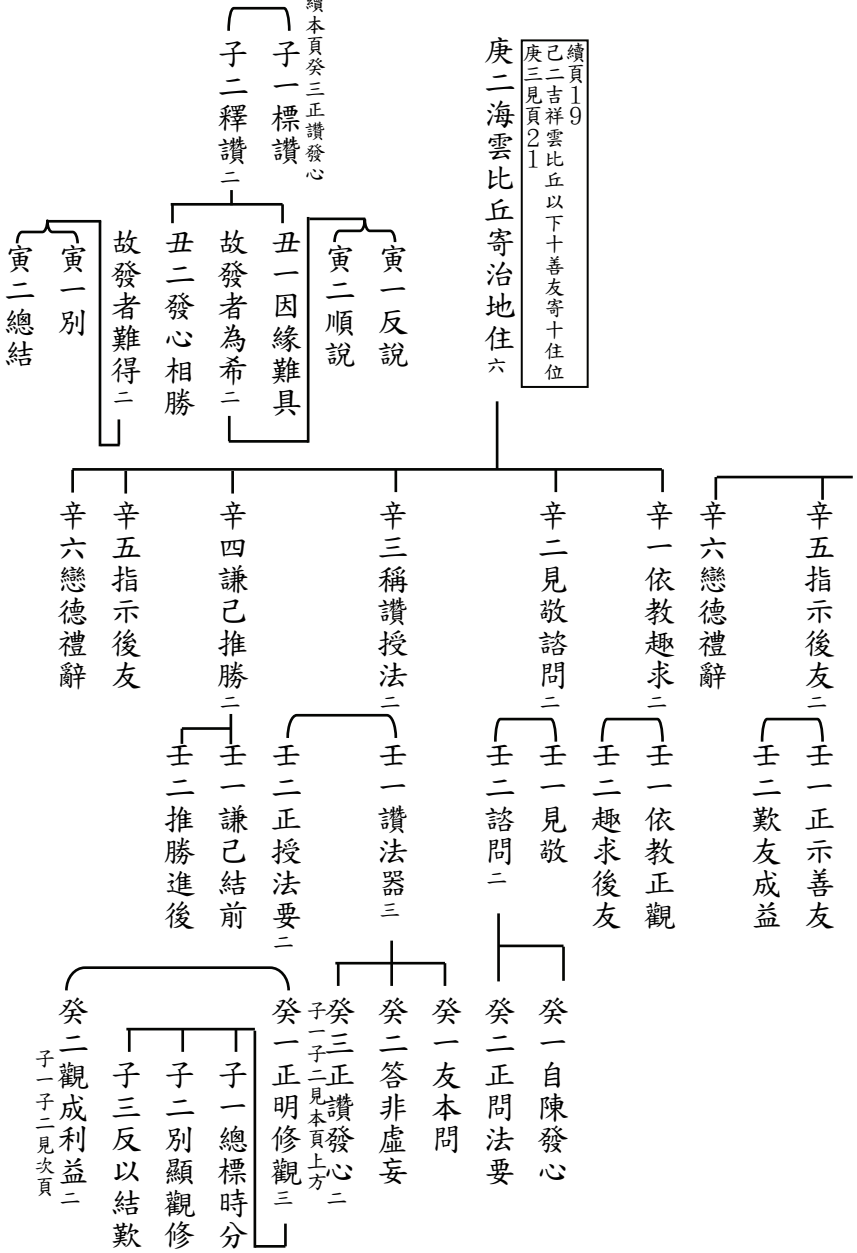 續頁19
己二吉祥雲比丘以下十善友寄十住位
庚三見頁21
庚二海雲比丘寄治地住六
續本頁癸三正讚發心
子一標讚
子二釋讚二
寅一反說
寅二順說
丑一因緣難具
故發者為希二
丑二發心相勝
故發者難得二
寅一別
寅二總結
辛五指示後友二
辛六戀德禮辭
辛一依教趣求二
辛二見敬諮問二
辛三稱讚授法二
辛四謙己推勝二
辛五指示後友
辛六戀德禮辭
壬一正示善友
壬二歎友成益
壬一依教正觀
壬二趣求後友
壬一見敬
壬二諮問二
壬一讚法器三
壬二正授法要二
壬一謙己結前
壬二推勝進後
癸一自陳發心
癸二正問法要
癸一友本問
癸二答非虛妄
癸三正讚發心二
子一子二見本頁上方
癸一正明修觀三
子一總標時分
子二別顯觀修
子三反以結歎
癸二觀成利益二
子一子二見次頁